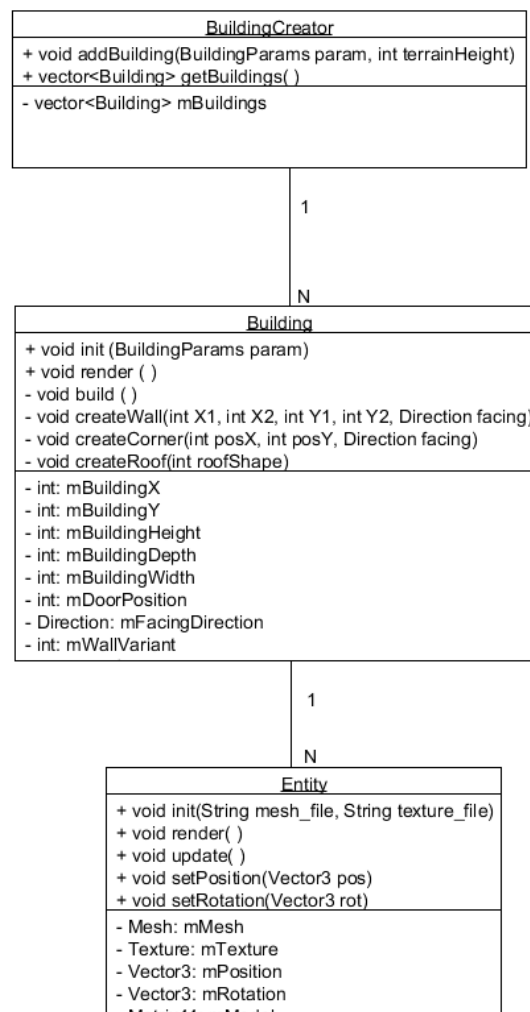 BuildingCreator
+ void addBuilding(BuildingParams param, int terrainHeight)
+ vector<Building> getBuildings( )
- vector<Building> mBuildings
1
N
Building
+ void init (BuildingParams param)
+ void render ( )
- void build ( )
- void createWall(int X1, int X2, int Y1, int Y2, Direction facing)
- void createCorner(int posX, int posY, Direction facing)
- void createRoof(int roofShape)
- int: mBuildingX
- int: mBuildingY
- int: mBuildingHeight
- int: mBuildingDepth
- int: mBuildingWidth
- int: mDoorPosition
- Direction: mFacingDirection
- int: mWallVariant
1
N
Entity
+ void init(String mesh_file, String texture_file)
+ void render( )
+ void update( )
+ void setPosition(Vector3 pos)
+ void setRotation(Vector3 rot)
- Mesh: mMesh
- Texture: mTexture
- Vector3: mPosition
- Vector3: mRotation